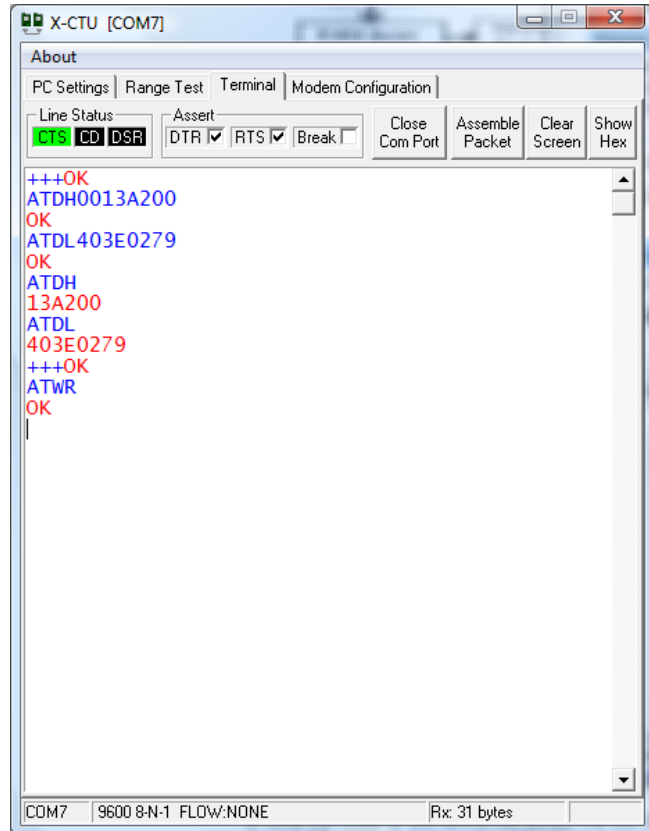 X-CTU [COM7]
About
PC Settings Range Test Terminal Modem Configuration
Line Status
CTS CD DSR
Assert
DTR RTS Break
Close Com Port
Assemble Packet
Clear Screen
Show Hex
+++OK
ATDH0013A200
OK
ATDL403E0279
OK
ATDH
13A200
ATDL
403E0279
+++OK
ATWR
OK
COM7 9600 8-N-1 FLOW:NONE Rx: 31 bytes